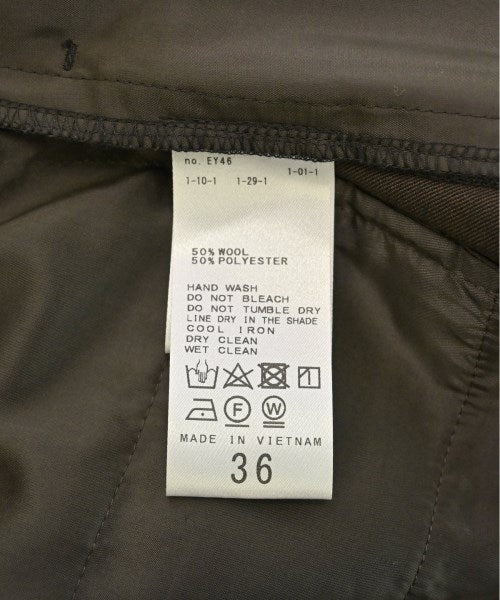 no. EY46
1-01-1
1-10-1 1-29-1
50% WOOL
50% POLYESTER
HAND WASH
DO NOT BLEACH
DO NOT TUMBLE DRY
LINE DRY IN THE SHADE
COOL IRON
DRY CLEAN
WET CLEAN
F W
MADE IN VIETNAM
36